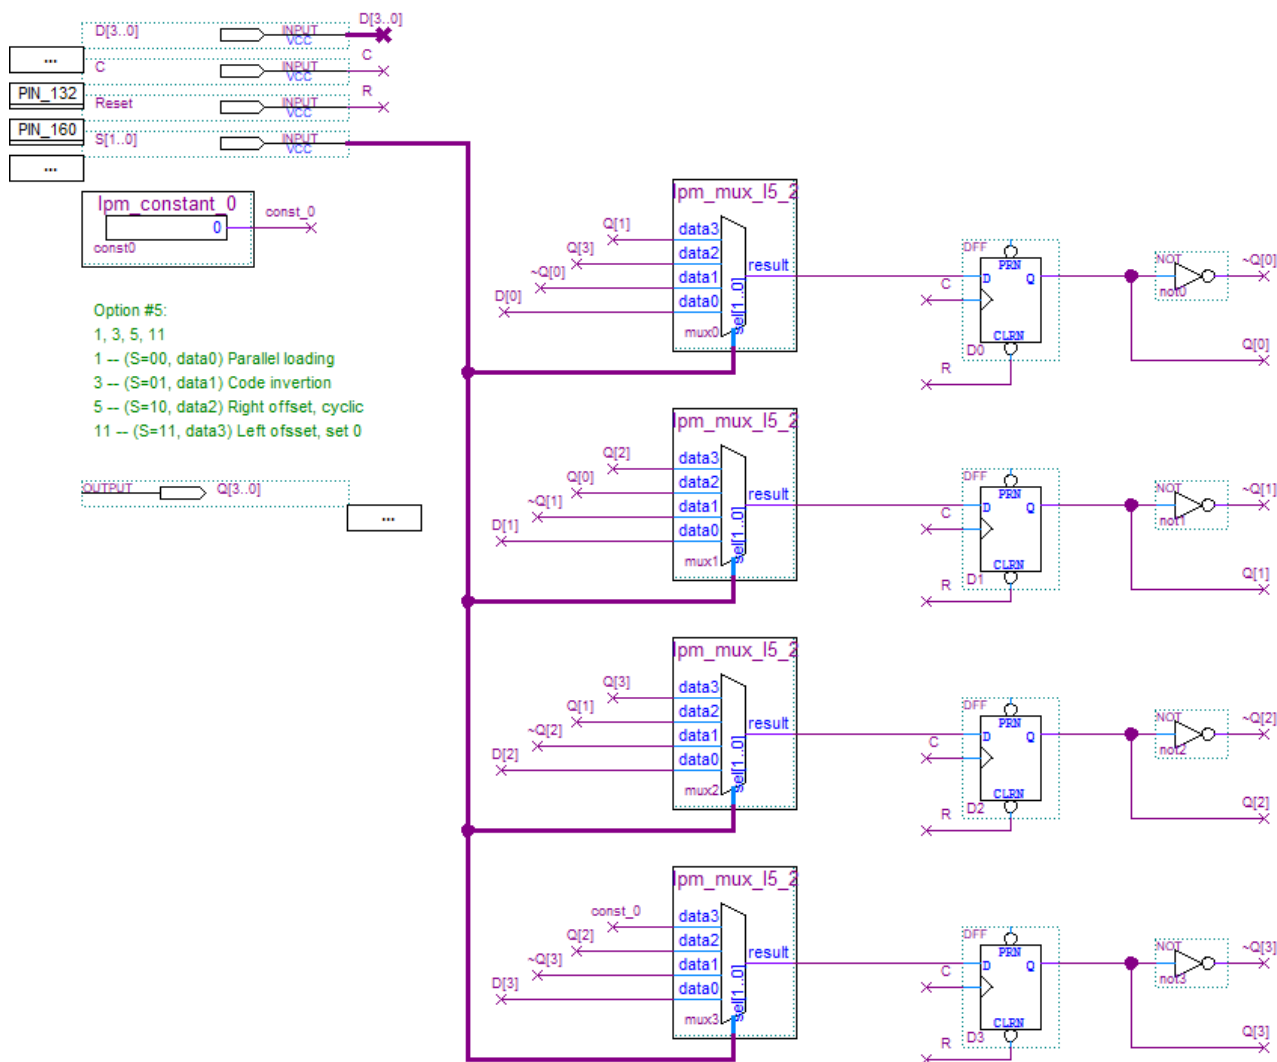 D[3..0]
D[3..0] INPUT
VCC
...
C
C INPUT
VCC
PIN_132
R
Reset INPUT
VCC
PIN_160
S[1..0] INPUT
VCC
...
lpm_constant_0
const_0
0
const0
Option #5:
1, 3, 5, 11
1 -- (S=00, data0) Parallel loading
3 -- (S=01, data1) Code invertion
5 -- (S=10, data2) Right offset, cyclic
11 -- (S=11, data3) Left ofsset, set 0
OUTPUT Q[3..0]
...
lpm_mux_l5_2
Q[1] data3
Q[3] data2
~Q[0] data1
D[0] data0
result
sel[1..0]
mux0
DFF
PRN
C D Q
CLRN
D0
R
NOT
not0
~Q[0]
Q[0]
lpm_mux_l5_2
Q[2] data3
Q[0] data2
~Q[1] data1
D[1] data0
result
sel[1..0]
mux1
DFF
PRN
C D Q
CLRN
D1
R
NOT
not1
~Q[1]
Q[1]
lpm_mux_l5_2
Q[3] data3
Q[1] data2
~Q[2] data1
D[2] data0
result
sel[1..0]
mux2
DFF
PRN
C D Q
CLRN
D2
R
NOT
not2
~Q[2]
Q[2]
lpm_mux_l5_2
const_0 data3
Q[2] data2
~Q[3] data1
D[3] data0
result
sel[1..0]
mux3
DFF
PRN
C D Q
CLRN
D3
R
NOT
not3
~Q[3]
Q[3]